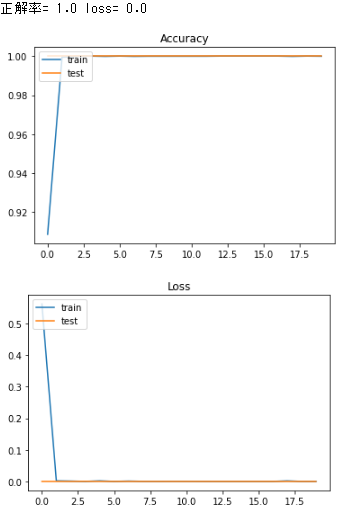 正解率= 1.0 loss= 0.0
Accuracy
train
test
1.00
0.98
0.96
0.94
0.92
0.0 2.5 5.0 7.5 10.0 12.5 15.0 17.5
Loss
train
test
0.5
0.4
0.3
0.2
0.1
0.0
0.0 2.5 5.0 7.5 10.0 12.5 15.0 17.5